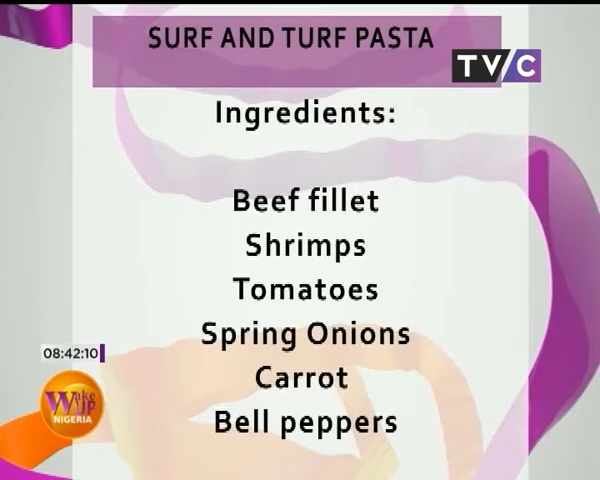 SURF AND TURF PASTA
TV/C
Ingredients:
Beef fillet
Shrimps
Tomatoes
Spring Onions
Carrot
Bell peppers
08:42:10
Wake
UP
NIGERIA